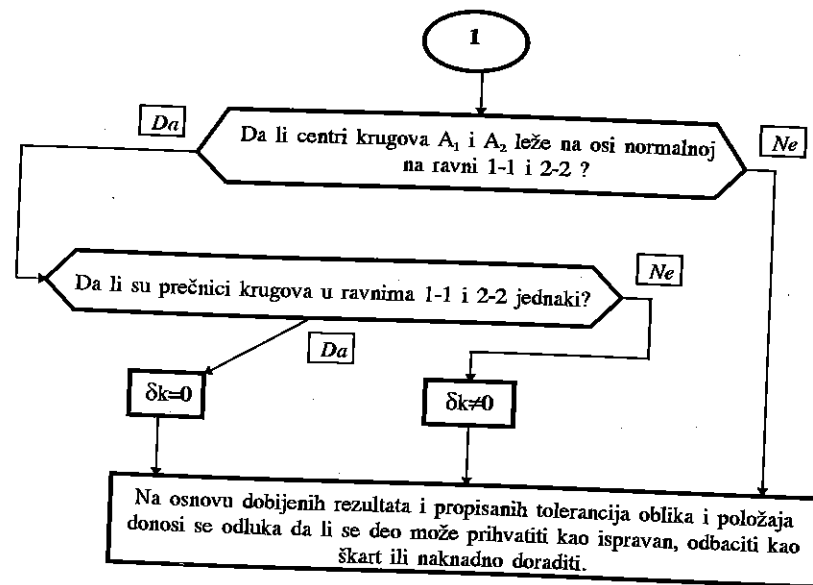 1
Da
Da li centri krugova A₁ i A₂ leže na osi normalnoj
na ravni 1-1 i 2-2 ?
Ne
Da li su prečnici krugova u ravnima 1-1 i 2-2 jednaki?
Ne
Da
δk=0
δk≠0
Na osnovu dobijenih rezultata i propisanih tolerancija oblika i položaja
donosi se odluka da li se deo može prihvatiti kao ispravan, odbaciti kao
škart ili naknadno doraditi.